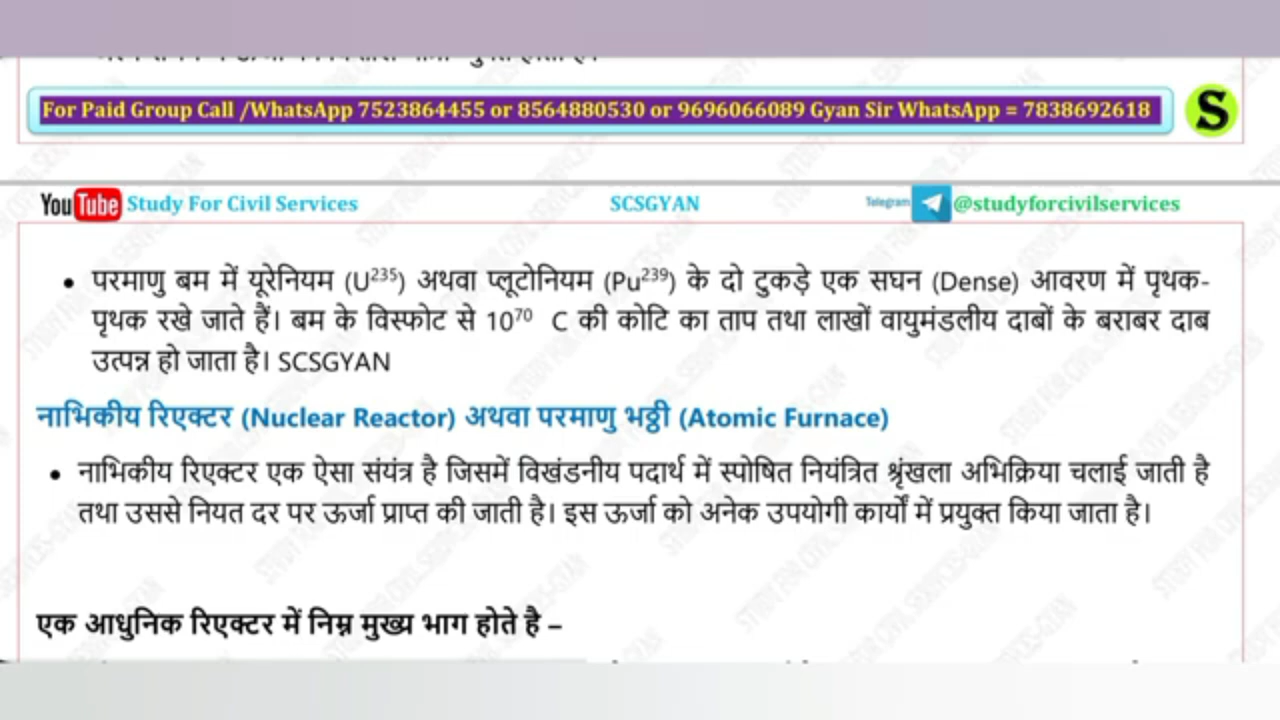 For Paid Group Call /WhatsApp 7523864455 or 8564880530 or 9696066089 Gyan Sir WhatsApp = 7838692618
S
YouTube Study For Civil Services SCSGYAN Telegram @studyforcivilservices
• परमाणु बम में यूरेनियम (U²³⁵) अथवा प्लूटोनियम (Pu²³⁹) के दो टुकड़े एक सघन (Dense) आवरण में पृथक-
पृथक रखे जाते हैं। बम के विस्फोट से 10⁷⁰ C की कोटि का ताप तथा लाखों वायुमंडलीय दाबों के बराबर दाब
उत्पन्न हो जाता है। SCSGYAN
नाभिकीय रिएक्टर (Nuclear Reactor) अथवा परमाणु भठ्ठी (Atomic Furnace)
• नाभिकीय रिएक्टर एक ऐसा संयंत्र है जिसमें विखंडनीय पदार्थ में स्पोषित नियंत्रित श्रृंखला अभिक्रिया चलाई जाती है
तथा उससे नियत दर पर ऊर्जा प्राप्त की जाती है। इस ऊर्जा को अनेक उपयोगी कार्यों में प्रयुक्त किया जाता है।
एक आधुनिक रिएक्टर में निम्न मुख्य भाग होते है –